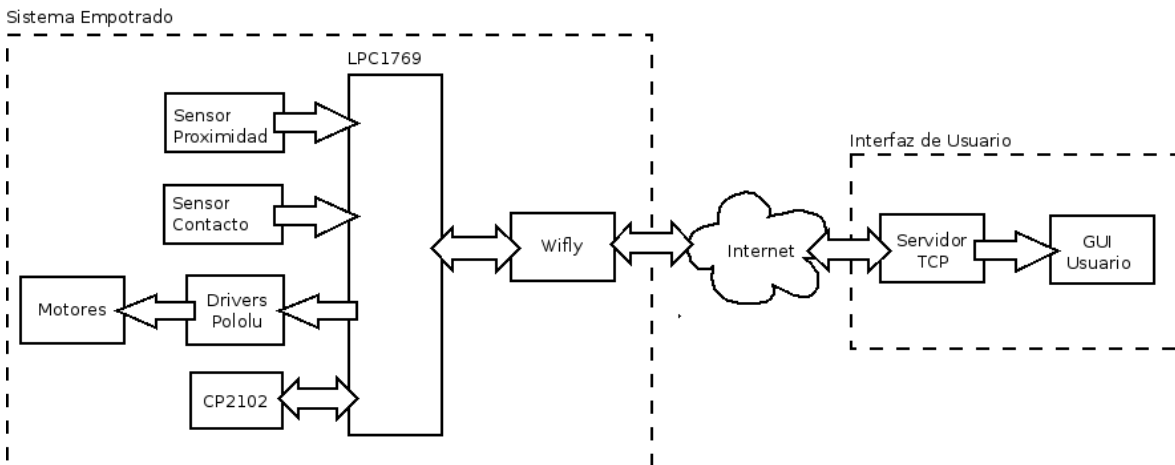 Sistema Empotrado
LPC1769
Sensor
Proximidad
Sensor
Contacto
Motores
Drivers
Pololu
CP2102
Wifly
Internet
Interfaz de Usuario
Servidor
TCP
GUI
Usuario